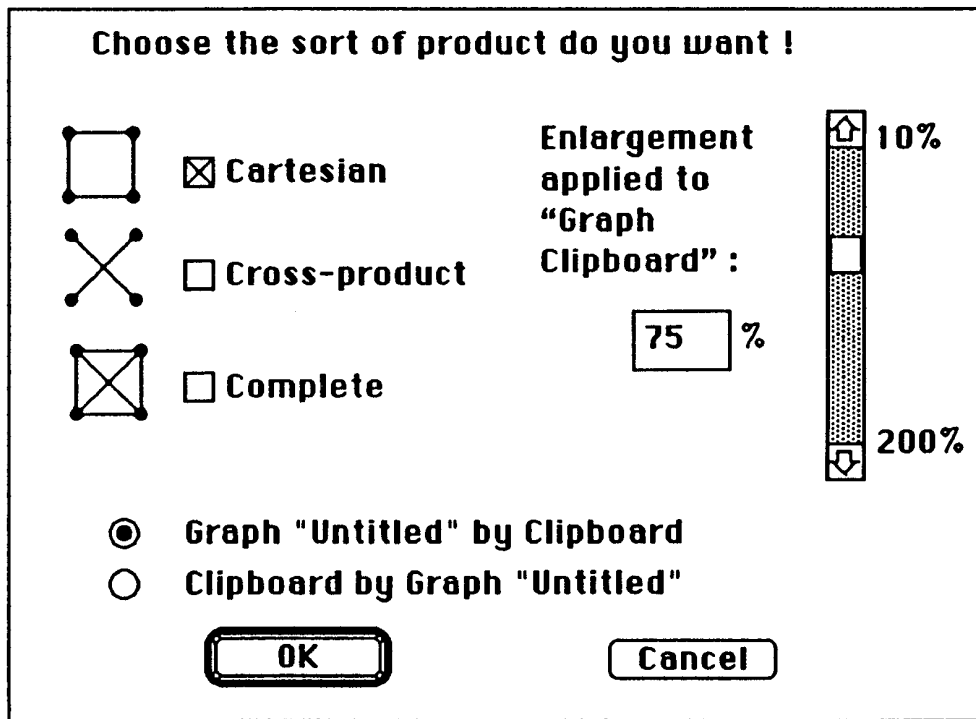 Choose the sort of product do you want !
Cartesian
Cross-product
Complete
Enlargement
applied to
“Graph
Clipboard” :
75 %
10%
200%
Graph "Untitled" by Clipboard
Clipboard by Graph "Untitled"
OK
Cancel